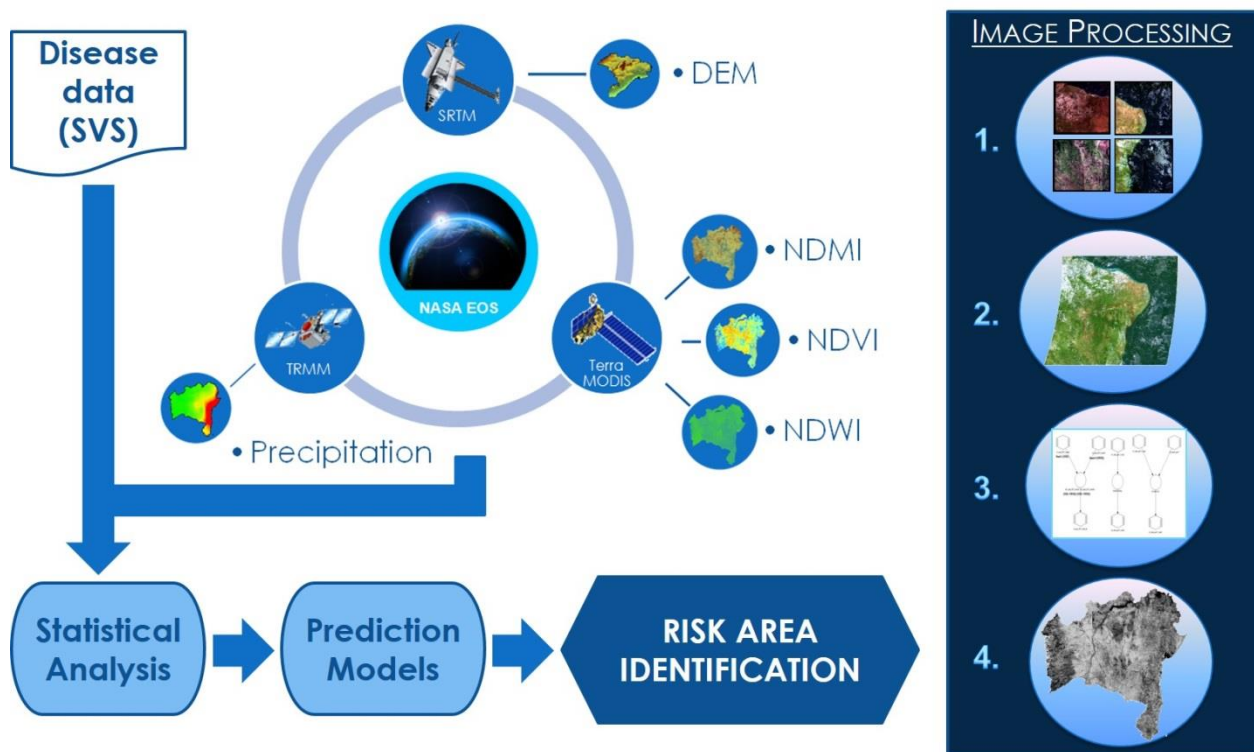 Disease
data
(SVS)
SRTM
• DEM
NASA EOS
TRMM
• Precipitation
Terra
MODIS
• NDMI
• NDVI
• NDWI
Statistical
Analysis
Prediction
Models
RISK AREA
IDENTIFICATION
IMAGE PROCESSING
1.
2.
3.
4.